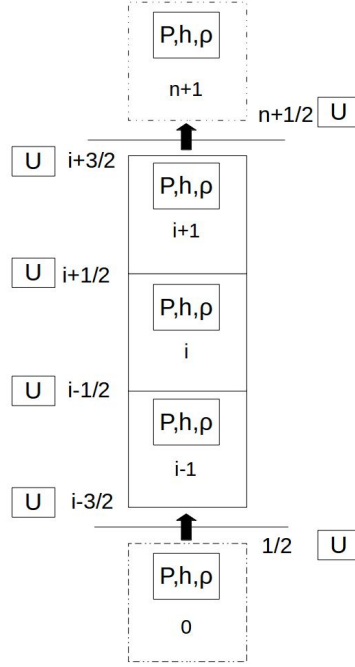 P,h,ρ
n+1
n+1/2 U
U i+3/2
P,h,ρ
i+1
U i+1/2
P,h,ρ
i
U i-1/2
P,h,ρ
i-1
U i-3/2
1/2 U
P,h,ρ
0